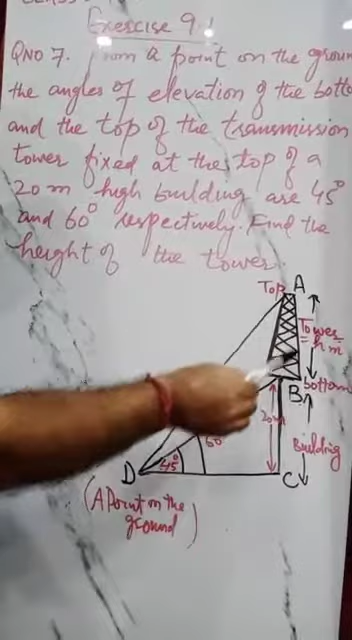 Exercise 9.1
QNO 7. From a point on the ground
the angles of elevation of the botto
and the top of the transmission
tower fixed at the top of a
20 m high building are 45°
and 60° respectively. Find the
height of the tower
Top A
Tower
= h m
bottom
B
20m
Building
60°
45°
D
C
(A Point on the
ground)